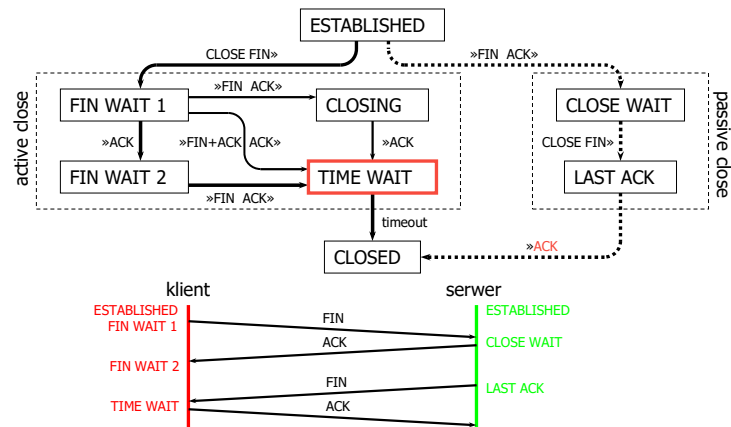 ESTABLISHED
CLOSE FIN»
»FIN ACK»
active close
FIN WAIT 1
»FIN ACK»
CLOSING
CLOSE WAIT
passive close
»ACK
»FIN+ACK ACK»
»ACK
CLOSE FIN»
FIN WAIT 2
TIME WAIT
LAST ACK
»FIN ACK»
timeout
CLOSED
»ACK
klient
serwer
ESTABLISHED
ESTABLISHED
FIN WAIT 1
FIN
ACK
CLOSE WAIT
FIN WAIT 2
FIN
LAST ACK
TIME WAIT
ACK